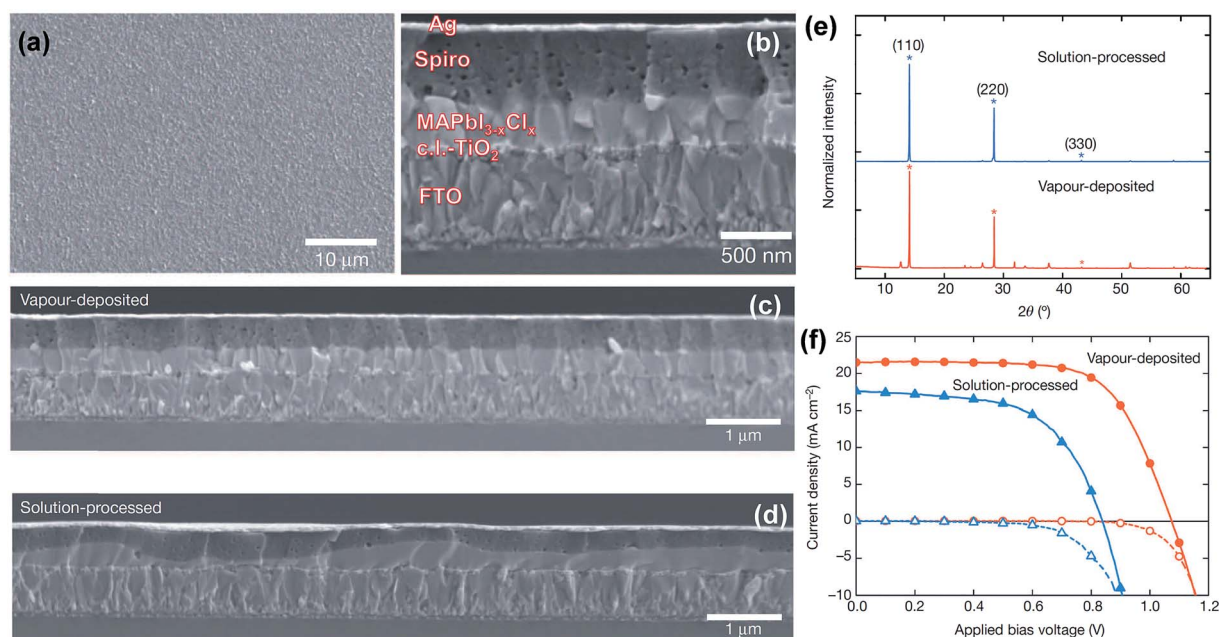 (a)
10 μm
(b)
Ag
Spiro
MAPbI3-xClx
c.l.-TiO2
FTO
500 nm
Vapour-deposited
(c)
1 μm
Solution-processed
(d)
1 μm
(e)
(110)
*
Solution-processed
(220)
*
(330)
*
Vapour-deposited
*
*
*
Normalized intensity
10 20 30 40 50 60
2θ (º)
(f)
25
20
15
10
5
0
−5
−10
Vapour-deposited
Solution-processed
Current density (mA cm−2)
0.0 0.2 0.4 0.6 0.8 1.0 1.2
Applied bias voltage (V)